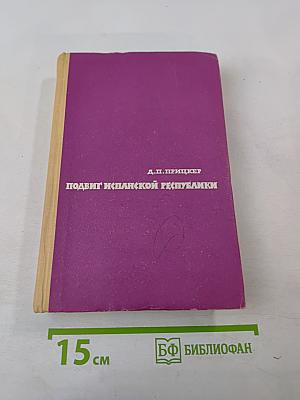 Д.П.ПРИЦКЕР
ПОДВИГ ИСПАНСКОЙ РЕСПУБЛИКИ
15 см
БФ БИБЛИОФАН